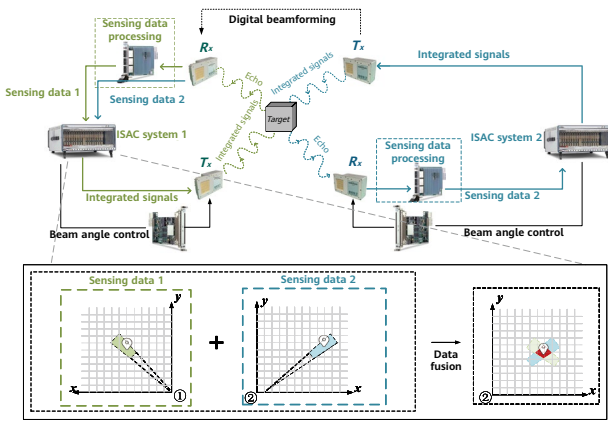 Digital beamforming
Sensing data
processing
Rx
Tx
Integrated signals
Echo
Integrated signals
Sensing data 1
Sensing data 2
Target
ISAC system 1
ISAC system 2
Integrated signals
Echo
Sensing data
processing
Tx
Rx
Sensing data 2
Integrated signals
Beam angle control
Beam angle control
Sensing data 1
Sensing data 2
y
y
y
+
Data
fusion
x
①
②
x
②
x